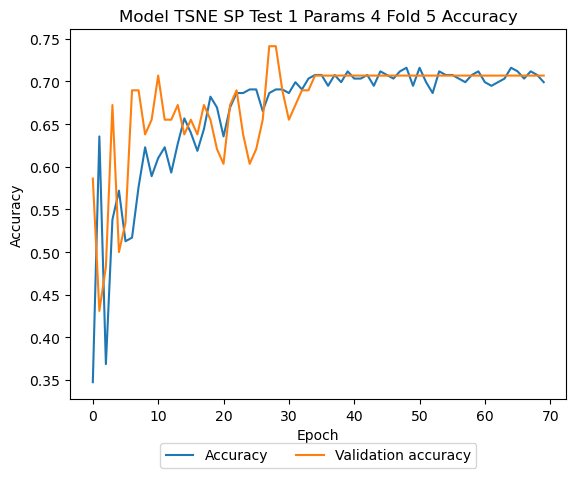 Model TSNE SP Test 1 Params 4 Fold 5 Accuracy
0.75
0.70
0.65
0.60
0.55
0.50
0.45
0.40
0.35
Accuracy
0 10 20 30 40 50 60 70
Epoch
Accuracy Validation accuracy